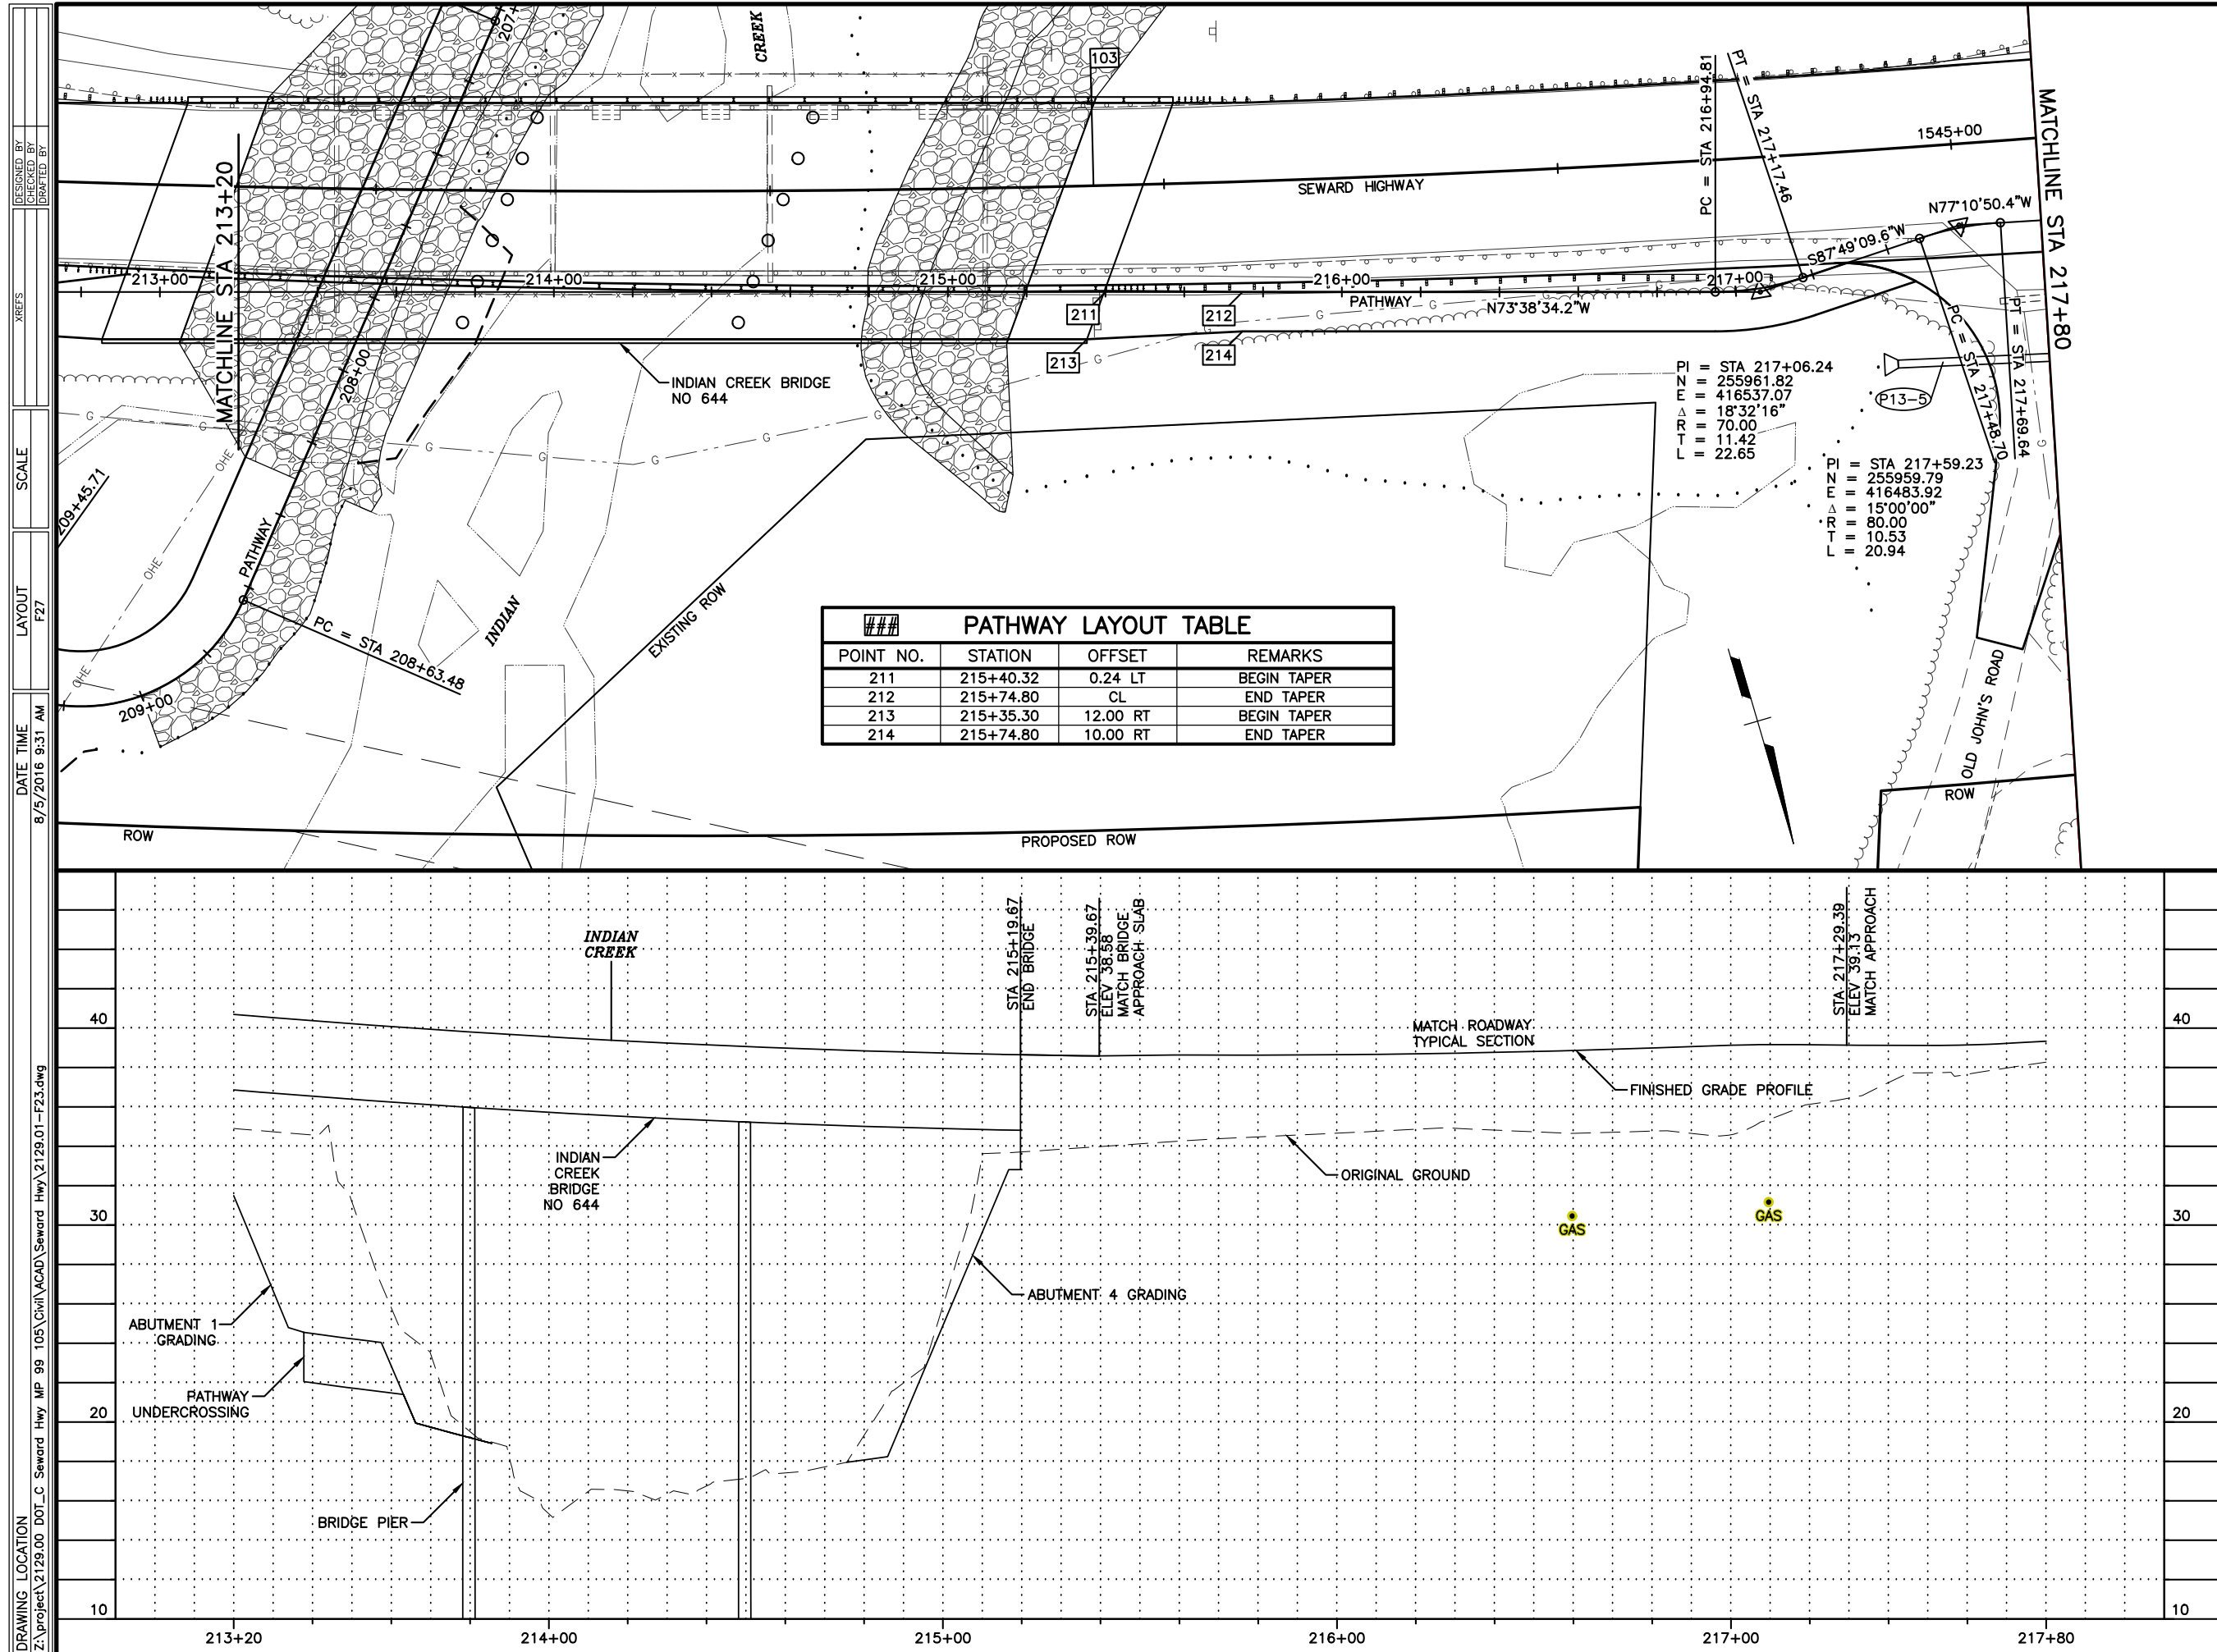 DESIGNED BY
CHECKED BY
DRAFTED BY
XREFS
SCALE
LAYOUT
F27
DATE TIME
8/5/2016 9:31 AM
DRAWING LOCATION
Z:\project\2129.00 DOT_C Seward Hwy MP 99 105\Civil\ACAD\Seward Hwy\2129.01-F23.dwg
207+
CREEK
103
MATCHLINE STA 213+20
213+00
214+00
215+00
216+00
217+00
SEWARD HIGHWAY
1545+00
PC = STA 216+94.81
PT = STA 217+17.46
MATCHLINE STA 217+80
N77°10'50.4"W
S87°49'09.6"W
N73°38'34.2"W
PATHWAY
211
212
213
214
INDIAN CREEK BRIDGE
NO 644
208+00
G
G
G
G
G
G
G
G
G
OHE
OHE
OHE
209+45.71
PATHWAY
PC = STA 208+63.48
209+00
INDIAN
EXISTING ROW
PI = STA 217+06.24
N = 255961.82
E = 416537.07
Δ = 18°32'16"
R = 70.00
T = 11.42
L = 22.65
P13-5
PC = STA 217+48.70
PT = STA 217+69.64
PI = STA 217+59.23
N = 255959.79
E = 416483.92
Δ = 15°00'00"
R = 80.00
T = 10.53
L = 20.94
### PATHWAY LAYOUT TABLE
POINT NO. STATION OFFSET REMARKS
211 215+40.32 0.24 LT BEGIN TAPER
212 215+74.80 CL END TAPER
213 215+35.30 12.00 RT BEGIN TAPER
214 215+74.80 10.00 RT END TAPER
OLD JOHN'S ROAD
ROW
ROW
PROPOSED ROW
INDIAN
CREEK
STA 215+19.67
END BRIDGE
STA 215+39.67
ELEV 38.58
MATCH BRIDGE
APPROACH SLAB
STA 217+29.39
ELEV 39.13
MATCH APPROACH
40
40
MATCH ROADWAY
TYPICAL SECTION
FINISHED GRADE PROFILE
INDIAN
CREEK
BRIDGE
NO 644
ORIGINAL GROUND
30
GAS
GAS
30
ABUTMENT 4 GRADING
ABUTMENT 1
GRADING
PATHWAY
UNDERCROSSING
20
20
BRIDGE PIER
10
10
213+20
214+00
215+00
216+00
217+00
217+80